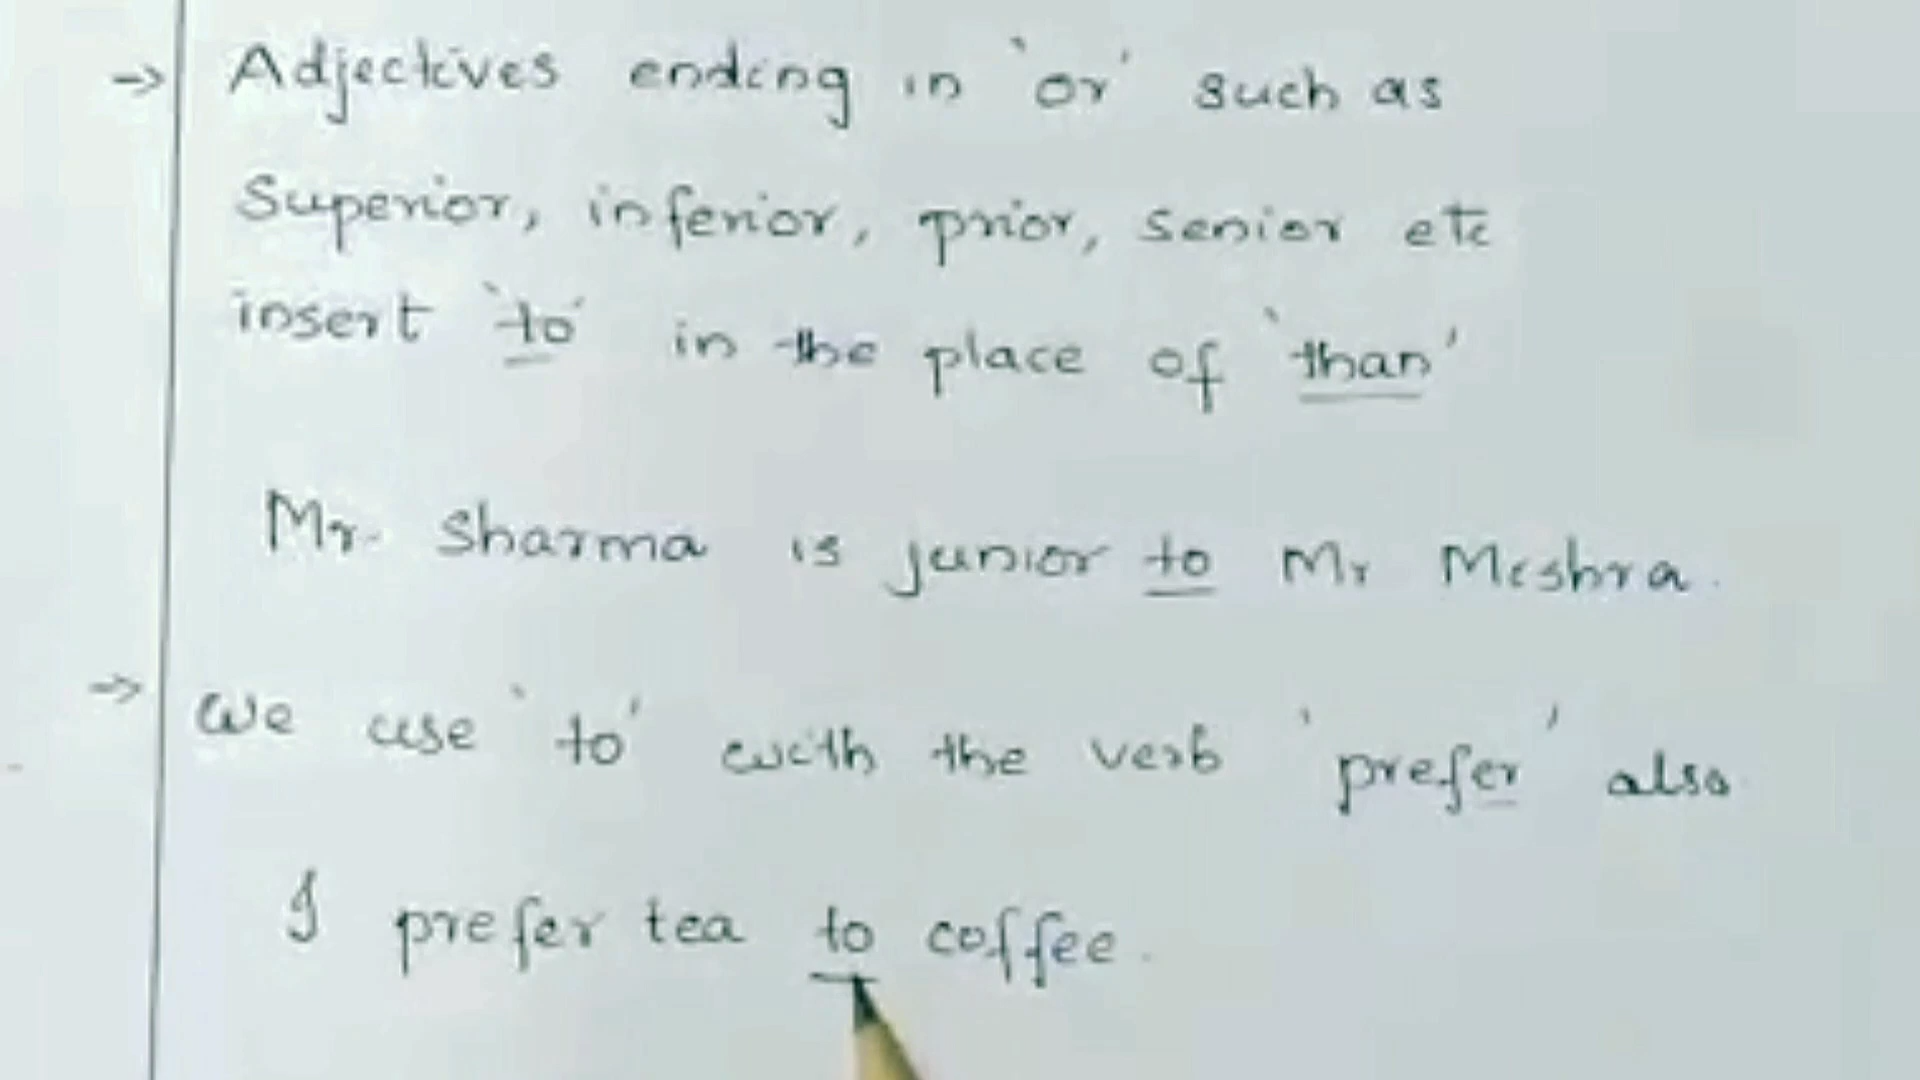 → Adjectives ending in 'or' such as
Superior, inferior, prior, senior etc
insert 'to' in the place of 'than'
Mr. Sharma is junior to Mr Mishra.
→ We use 'to' with the verb 'prefer' also
I prefer tea to coffee.